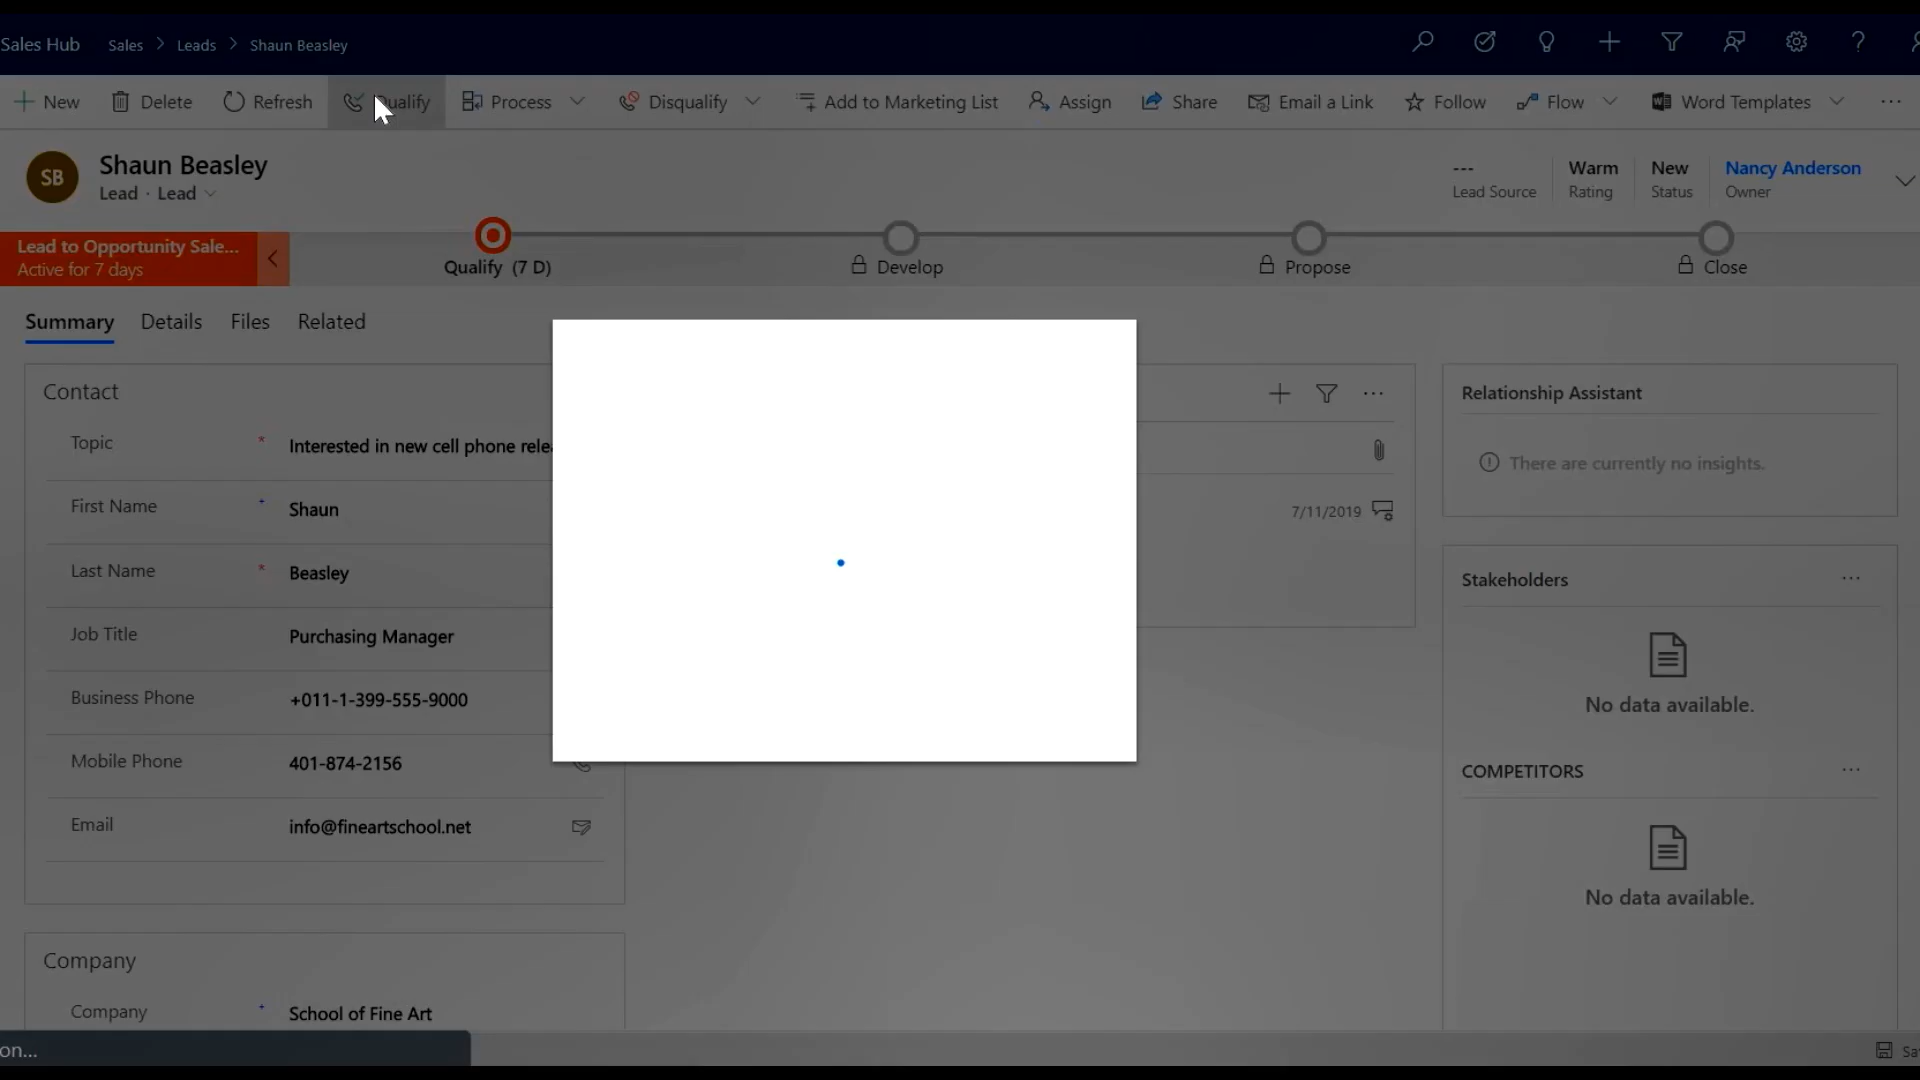 Sales Hub Sales > Leads > Shaun Beasley
New Delete Refresh Qualify Process Disqualify Add to Marketing List Assign Share Email a Link Follow Flow Word Templates ...
SB
Shaun Beasley
Lead · Lead
---
Lead Source
Warm
Rating
New
Status
Nancy Anderson
Owner
Lead to Opportunity Sale...
Active for 7 days
Qualify (7 D)
Develop
Propose
Close
Summary Details Files Related
Contact
Topic * Interested in new cell phone rele
First Name + Shaun
Last Name * Beasley
Job Title Purchasing Manager
Business Phone +011-1-399-555-9000
Mobile Phone 401-874-2156
Email info@fineartschool.net
Company
Company + School of Fine Art
7/11/2019
Relationship Assistant
There are currently no insights.
Stakeholders ...
No data available.
COMPETITORS ...
No data available.
on...
Sa